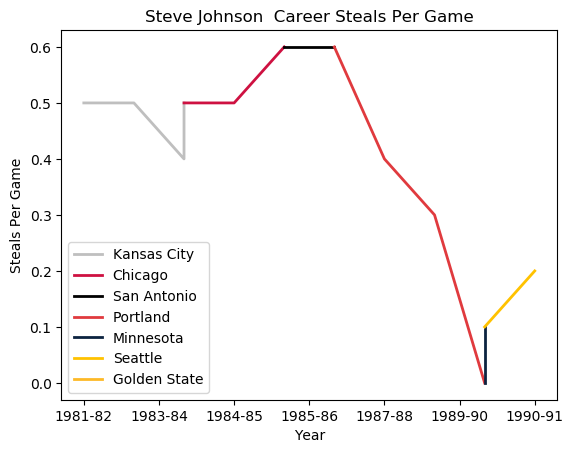 Steve Johnson  Career Steals Per Game
Steals Per Game
0.6
0.5
0.4
0.3
0.2
0.1
0.0
Kansas City
Chicago
San Antonio
Portland
Minnesota
Seattle
Golden State
1981-82 1983-84 1984-85 1985-86 1987-88 1989-90 1990-91
Year